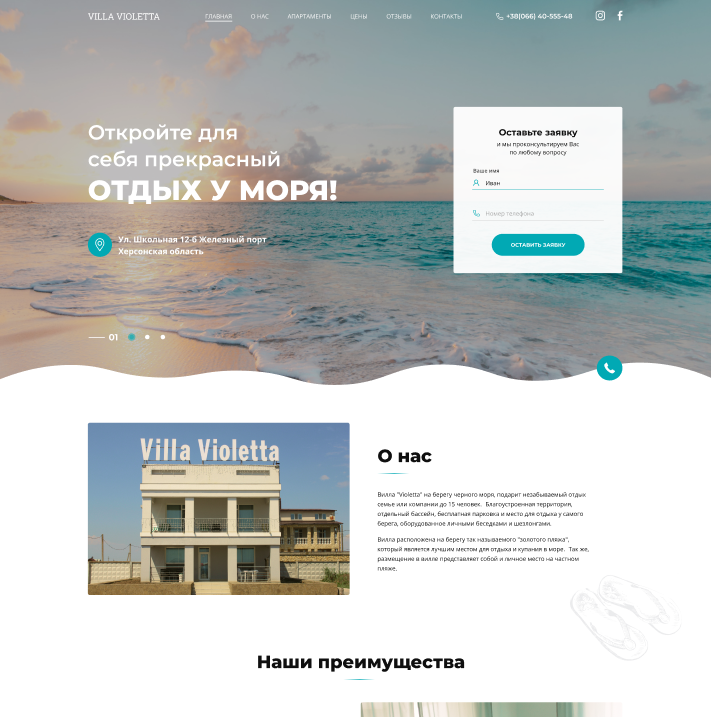 VILLA VIOLETTA
ГЛАВНАЯ
О НАС
АПАРТАМЕНТЫ
ЦЕНЫ
ОТЗЫВЫ
КОНТАКТЫ
+38(066) 40-555-48
Откройте для
себя прекрасный
ОТДЫХ У МОРЯ!
Ул. Школьная 12-б Железный порт
Херсонская область
01
Оставьте заявку
и мы проконсультируем Вас
по любому вопросу
Ваше имя
Иван
Номер телефона
ОСТАВИТЬ ЗАЯВКУ
Villa Violetta
О нас
Вилла "Violetta" на берегу черного моря, подарит незабываемый отдых
семье или компании до 15 человек. Благоустроенная территория,
отдельный бассейн, бесплатная парковка и место для отдыха у самого
берега, оборудованное личными беседками и шезлонгами.
Вилла расположена на берегу так называемого "золотого пляжа",
который является лучшим местом для отдыха и купания в море. Так же,
размещение в вилле представляет собой и личное место на частном
пляже.
Наши преимущества